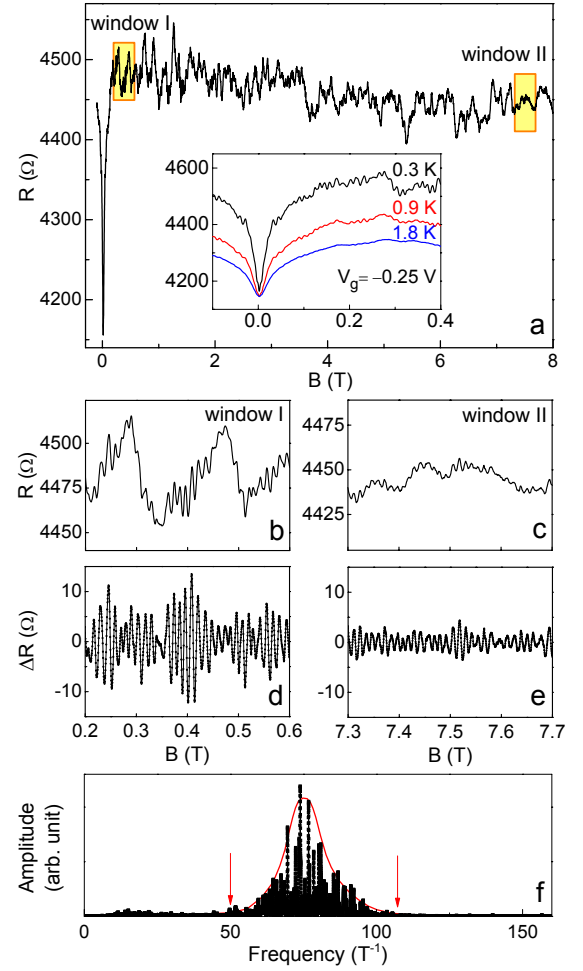 window I
window II
4500
4450
4400
4350
4300
4250
4200
R (Ω)
4600
4400
4200
0.3 K
0.9 K
1.8 K
V_g= −0.25 V
0.0 0.2 0.4
a
0 2 4 6 8
B (T)
window I
4500
4475
4450
R (Ω)
b
window II
4475
4450
4425
c
10
0
-10
ΔR (Ω)
d
0.2 0.3 0.4 0.5 0.6
B (T)
10
0
-10
e
7.3 7.4 7.5 7.6 7.7
B (T)
Amplitude
(arb. unit)
f
0 50 100 150
Frequency (T⁻¹)